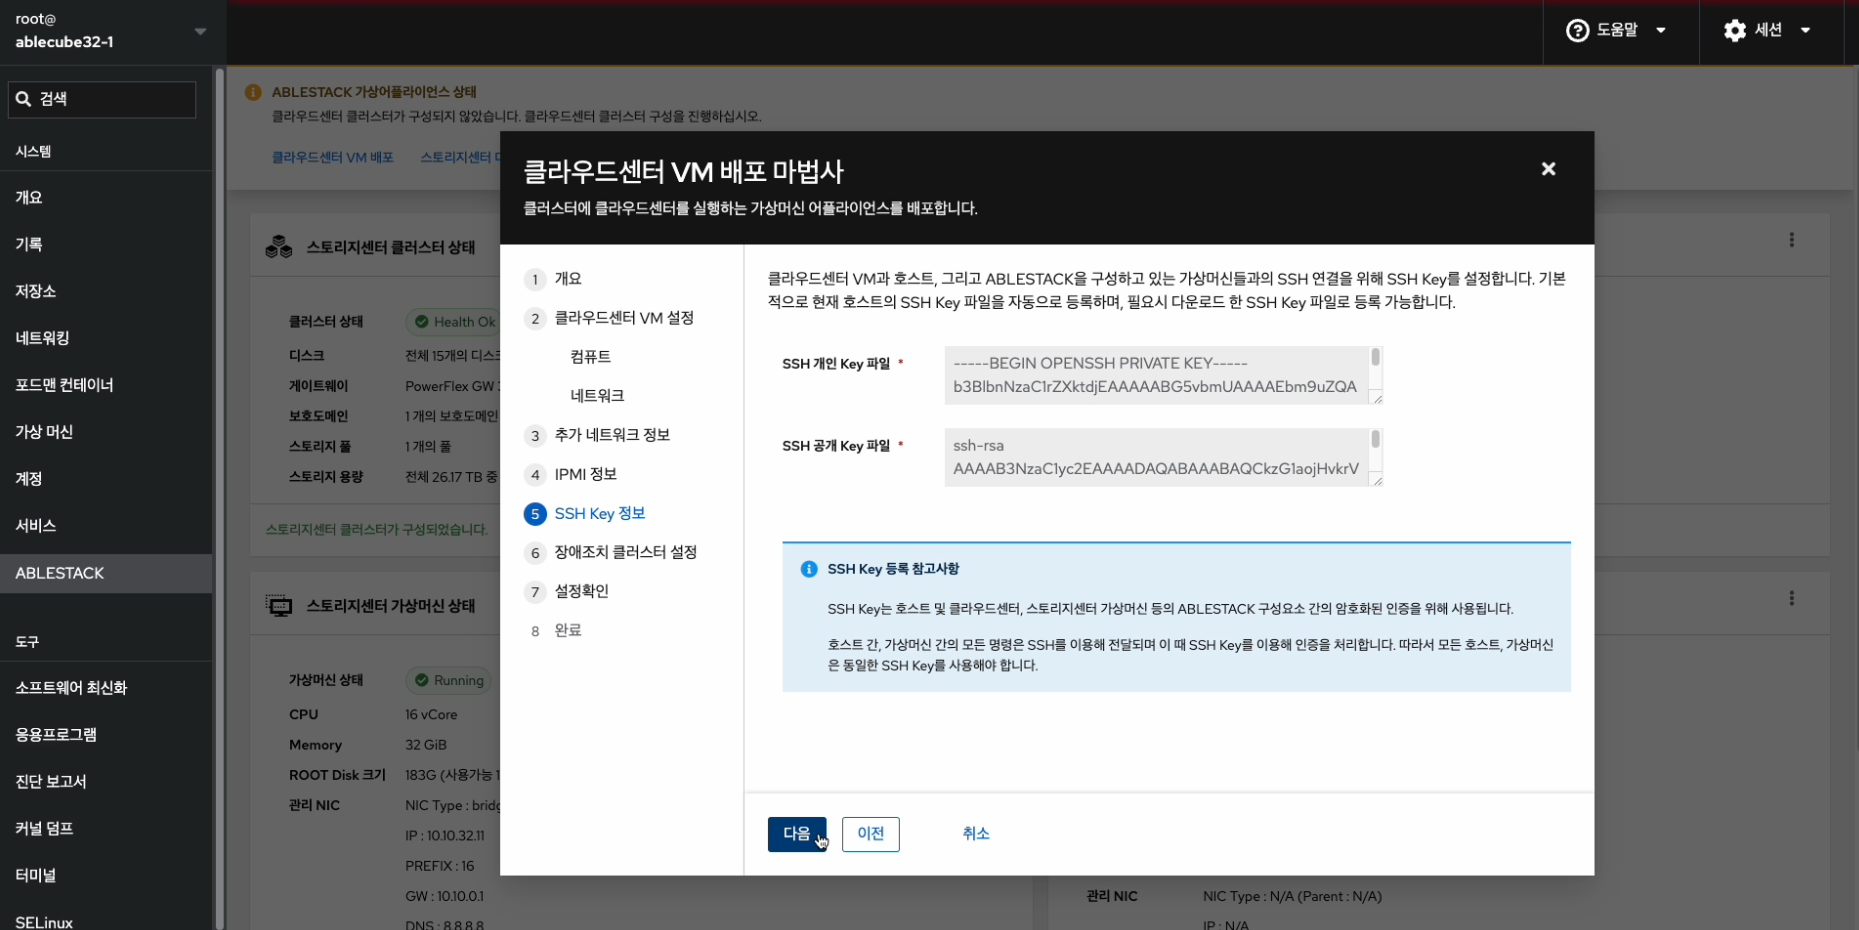 root@
ablecube32-1
도움말
세션
검색
시스템
개요
기록
저장소
네트워킹
포드맨 컨테이너
가상 머신
계정
서비스
ABLESTACK
도구
소프트웨어 최신화
응용프로그램
진단 보고서
커널 덤프
터미널
SELinux
ABLESTACK 가상어플라이언스 상태
클라우드센터 클러스터가 구성되지 않았습니다. 클라우드센터 클러스터 구성을 진행하십시오.
클라우드센터 VM 배포
스토리지센터
스토리지센터 클러스터 상태
클러스터 상태
Health Ok
디스크
전체 15개의 디스크
게이트웨이
PowerFlex GW
보호도메인
1 개의 보호도메인
스토리지 풀
1 개의 풀
스토리지 용량
전체 26.17 TB 중
스토리지센터 클러스터가 구성되었습니다.
스토리지센터 가상머신 상태
가상머신 상태
Running
CPU
16 vCore
Memory
32 GiB
ROOT Disk 크기
183G (사용가능 1
관리 NIC
NIC Type : bridg
IP : 10.10.32.11
PREFIX : 16
GW : 10.10.0.1
DNS : 8.8.8.8
클라우드센터 VM 배포 마법사
클러스터에 클라우드센터를 실행하는 가상머신 어플라이언스를 배포합니다.
1 개요
2 클라우드센터 VM 설정
컴퓨트
네트워크
3 추가 네트워크 정보
4 IPMI 정보
5 SSH Key 정보
6 장애조치 클러스터 설정
7 설정확인
8 완료
클라우드센터 VM과 호스트, 그리고 ABLESTACK을 구성하고 있는 가상머신들과의 SSH 연결을 위해 SSH Key를 설정합니다. 기본
적으로 현재 호스트의 SSH Key 파일을 자동으로 등록하며, 필요시 다운로드 한 SSH Key 파일로 등록 가능합니다.
SSH 개인 Key 파일 *
-----BEGIN OPENSSH PRIVATE KEY-----
b3BlbnNzaC1rZXktdjEAAAAABG5vbmUAAAAEbm9uZQA
SSH 공개 Key 파일 *
ssh-rsa
AAAAB3NzaC1yc2EAAAADAQABAAABAQCkzG1aojHvkrV
SSH Key 등록 참고사항
SSH Key는 호스트 및 클라우드센터, 스토리지센터 가상머신 등의 ABLESTACK 구성요소 간의 암호화된 인증을 위해 사용됩니다.
호스트 간, 가상머신 간의 모든 명령은 SSH를 이용해 전달되며 이 때 SSH Key를 이용해 인증을 처리합니다. 따라서 모든 호스트, 가상머신
은 동일한 SSH Key를 사용해야 합니다.
다음
이전
취소
관리 NIC
NIC Type : N/A (Parent : N/A)
IP : N/A